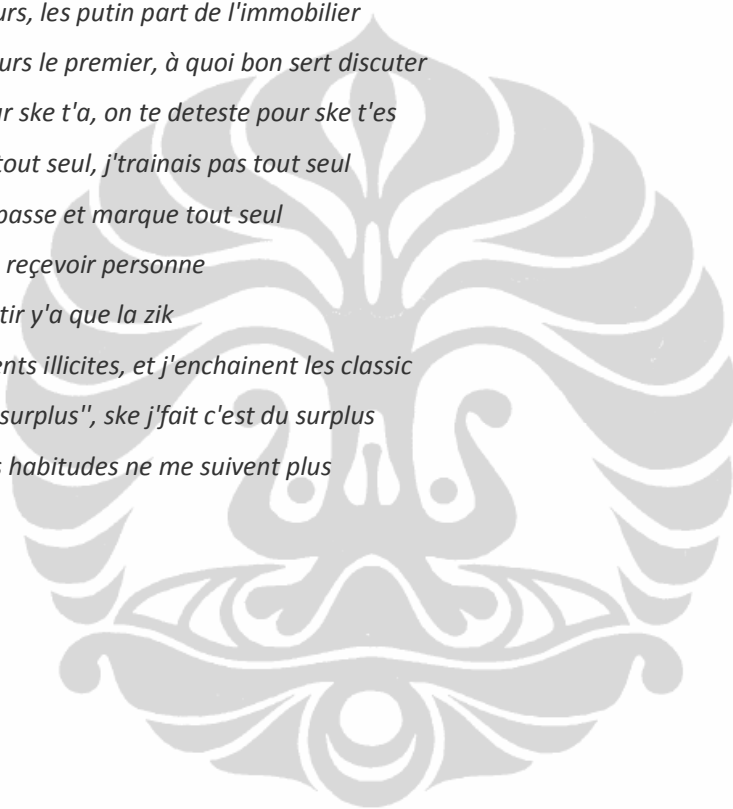 urs, les putin part de l'immobilier
urs le premier, à quoi bon sert discuter
ur ske t'a, on te deteste pour ske t'es
tout seul, j'trainais pas tout seul
passe et marque tout seul
reçevoir personne
tir y'a que la zik
ents illicites, et j'enchainent les classic
surplus'', ske j'fait c'est du surplus
s habitudes ne me suivent plus